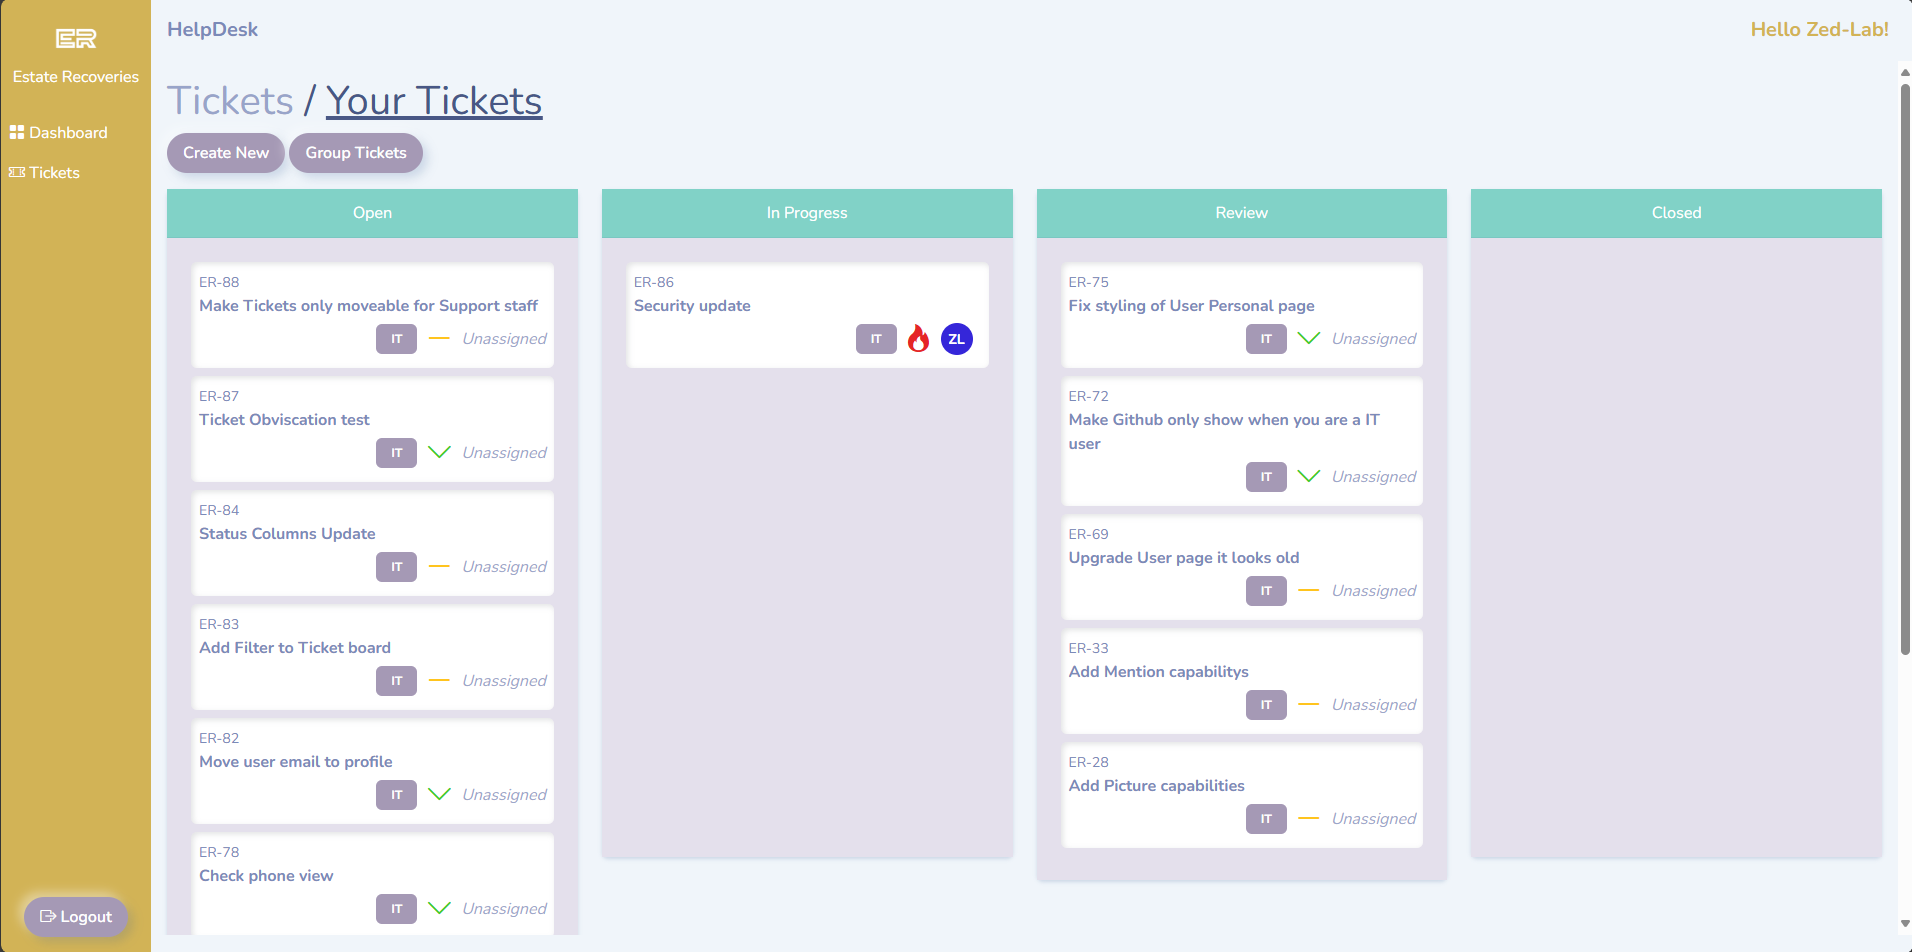 ER
Estate Recoveries
Dashboard
Tickets
Logout
HelpDesk
Hello Zed-Lab!
Tickets / Your Tickets
Create New
Group Tickets
Open
ER-88
Make Tickets only moveable for Support staff
IT
Unassigned
ER-87
Ticket Obviscation test
IT
Unassigned
ER-84
Status Columns Update
IT
Unassigned
ER-83
Add Filter to Ticket board
IT
Unassigned
ER-82
Move user email to profile
IT
Unassigned
ER-78
Check phone view
IT
Unassigned
In Progress
ER-86
Security update
IT
ZL
Review
ER-75
Fix styling of User Personal page
IT
Unassigned
ER-72
Make Github only show when you are a IT
user
IT
Unassigned
ER-69
Upgrade User page it looks old
IT
Unassigned
ER-33
Add Mention capabilitys
IT
Unassigned
ER-28
Add Picture capabilities
IT
Unassigned
Closed